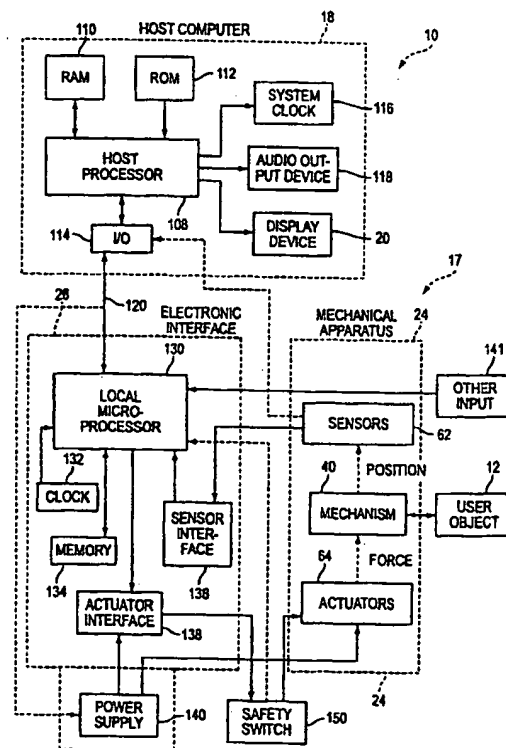 HOST COMPUTER
110
18
10
RAM
ROM
112
SYSTEM
CLOCK
116
HOST
PROCESSOR
AUDIO OUT-
PUT DEVICE
118
108
114
I/O
DISPLAY
DEVICE
20
120
17
26
ELECTRONIC
INTERFACE
MECHANICAL
APPARATUS
24
130
141
LOCAL
MICRO-
PROCESSOR
OTHER
INPUT
SENSORS
62
132
CLOCK
40
POSITION
12
SENSOR
INTER-
FACE
MECHANISM
USER
OBJECT
MEMORY
134
138
64
FORCE
ACTUATOR
INTERFACE
ACTUATORS
138
24
POWER
SUPPLY
140
SAFETY
SWITCH
150